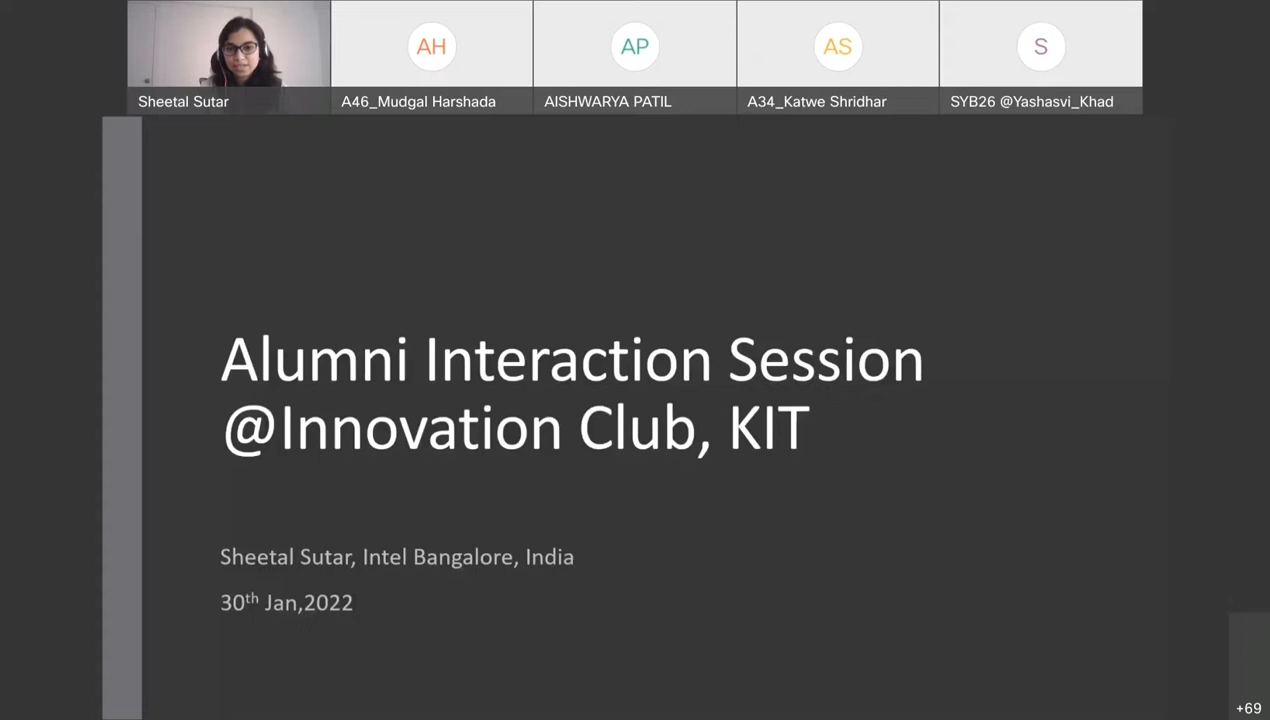 AH
AP
AS
S
Sheetal Sutar
A46_Mudgal Harshada
AISHWARYA PATIL
A34_Katwe Shridhar
SYB26 @Yashasvi_Khad
Alumni Interaction Session
@Innovation Club, KIT
Sheetal Sutar, Intel Bangalore, India
30th Jan,2022
+69